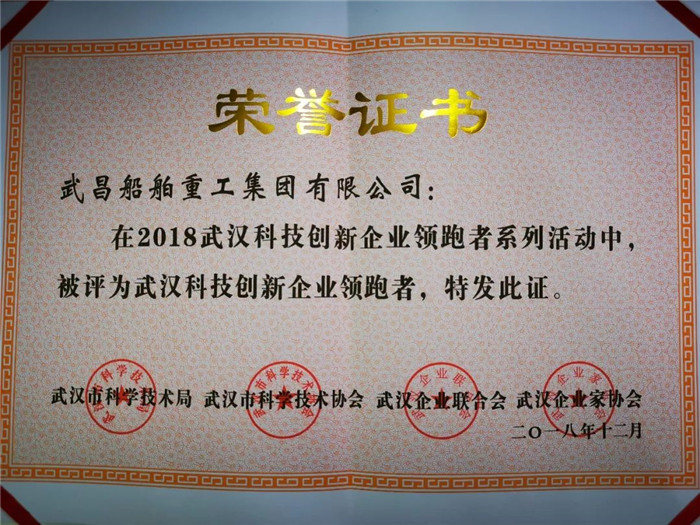 荣誉证书
武昌船舶重工集团有限公司：
在2018武汉科技创新企业领跑者系列活动中，
被评为武汉科技创新企业领跑者，特发此证。
武汉市科学技术局 武汉市科学技术协会 武汉企业联合会 武汉企业家协会
二〇一八年十二月